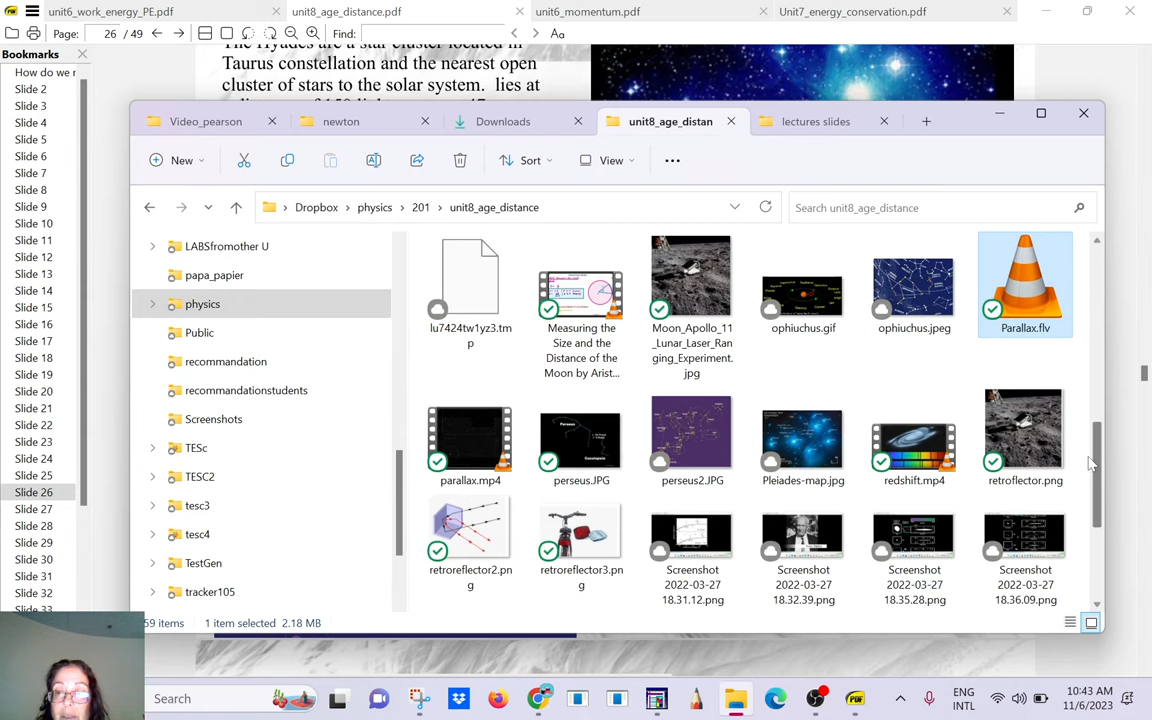 unit6_work_energy_PE.pdf
unit8_age_distance.pdf
unit6_momentum.pdf
Unit7_energy_conservation.pdf
Page: 26 / 49
Find:
Aa
Bookmarks
How do we r
Slide 2
Slide 3
Slide 4
Slide 5
Slide 6
Slide 7
Slide 8
Slide 9
Slide 10
Slide 11
Slide 12
Slide 13
Slide 14
Slide 15
Slide 16
Slide 17
Slide 18
Slide 19
Slide 20
Slide 21
Slide 22
Slide 23
Slide 24
Slide 25
Slide 26
Slide 27
Slide 28
Slide 29
Slide 30
Slide 31
Slide 32
Slide 33
The Hyades are a star cluster located in
Taurus constellation and the nearest open
cluster of stars to the solar system. lies at
Video_pearson
newton
Downloads
unit8_age_distan
lectures slides
New
Sort
View
Dropbox
physics
201
unit8_age_distance
Search unit8_age_distance
LABSfromother U
papa_papier
physics
Public
recommandation
recommandationstudents
Screenshots
TESc
TESC2
tesc3
tesc4
TestGen
tracker105
lu7424tw1yz3.tm
p
Measuring the
Size and the
Distance of the
Moon by Arist...
Moon_Apollo_11
_Lunar_Laser_Ran
ging_Experiment.
jpg
ophiuchus.gif
ophiuchus.jpeg
Parallax.flv
parallax.mp4
Perseus
Cassiopeia
perseus.JPG
perseus2.JPG
Pleiades-map.jpg
redshift.mp4
retroflector.png
retroreflector2.pn
g
retroreflector3.pn
g
Screenshot
2022-03-27
18.31.12.png
Screenshot
2022-03-27
18.32.39.png
Screenshot
2022-03-27
18.35.28.png
Screenshot
2022-03-27
18.36.09.png
59 items
1 item selected 2.18 MB
Search
ENG
INTL
10:43 AM
11/6/2023